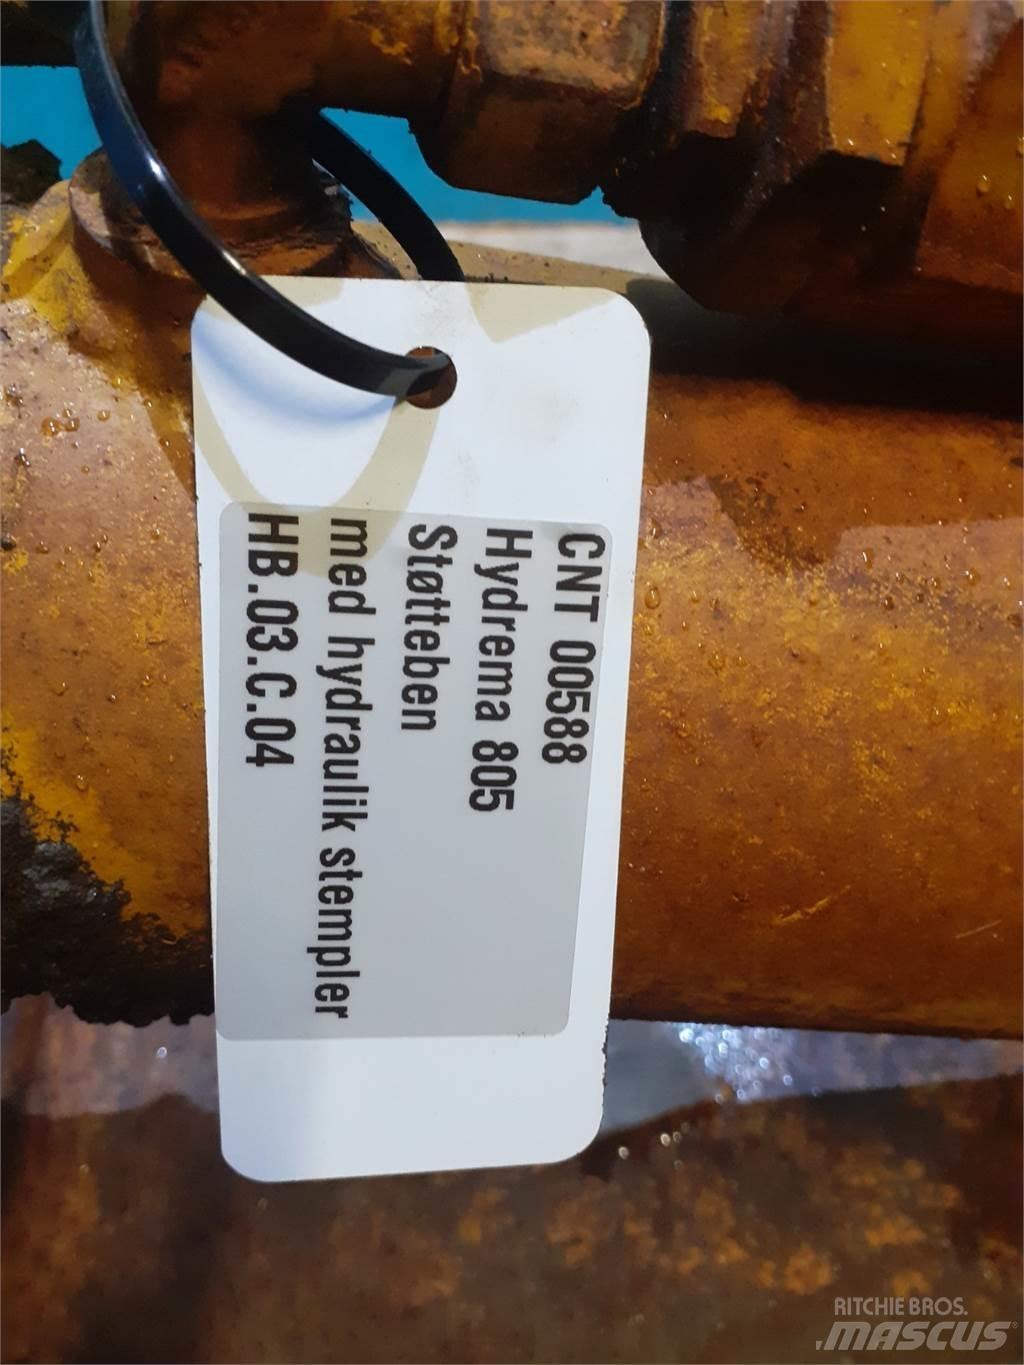 CNT 00588
Hydrema 805
Støtteben
med hydraulik stempler
HB.03.C.04
RITCHIE BROS.
MASCUS